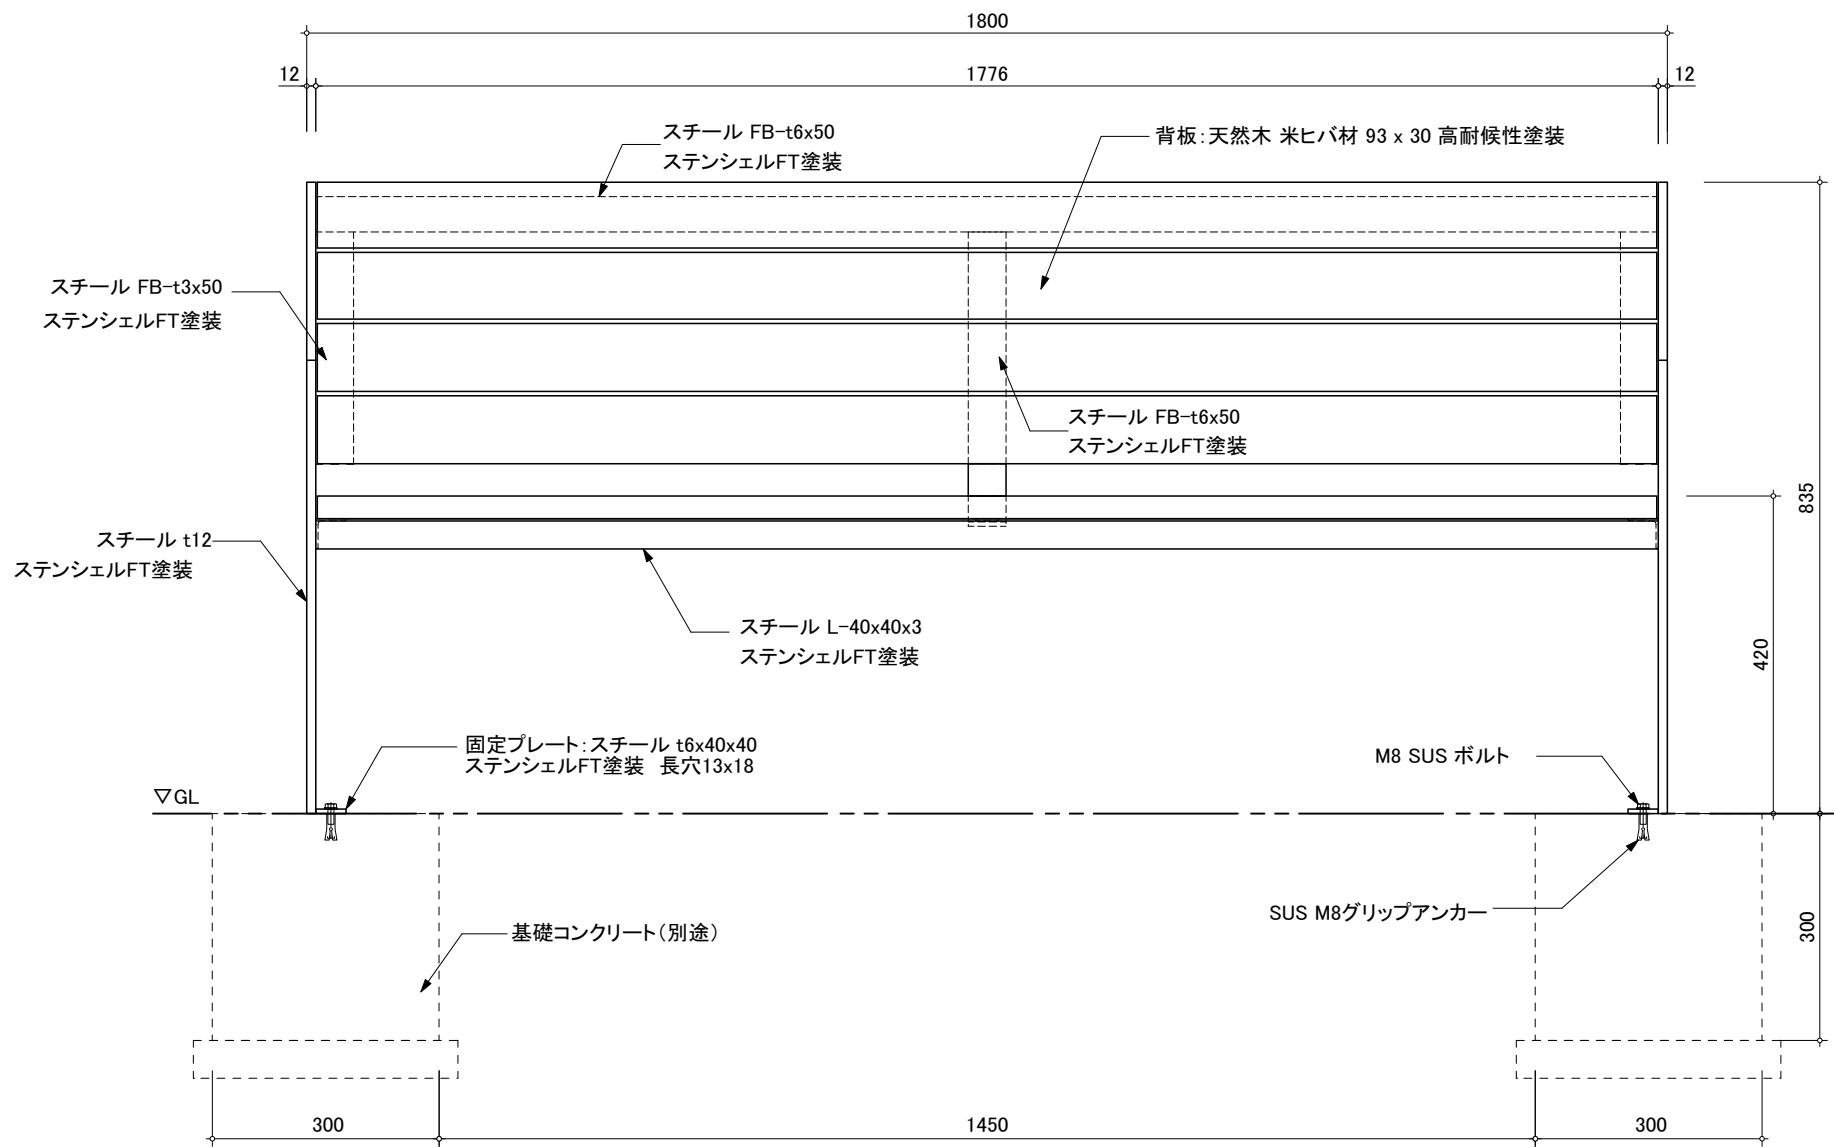 1800
12
1776
12
スチール FB-t6x50
ステンシェルFT塗装
背板:天然木 米ヒバ材 93 x 30 高耐候性塗装
スチール FB-t3x50
ステンシェルFT塗装
スチール FB-t6x50
ステンシェルFT塗装
835
スチール t12
ステンシェルFT塗装
スチール L-40x40x3
ステンシェルFT塗装
420
固定プレート:スチール t6x40x40
ステンシェルFT塗装 長穴13x18
M8 SUS ボルト
▽GL
SUS M8グリップアンカー
基礎コンクリート(別途)
300
300
1450
300